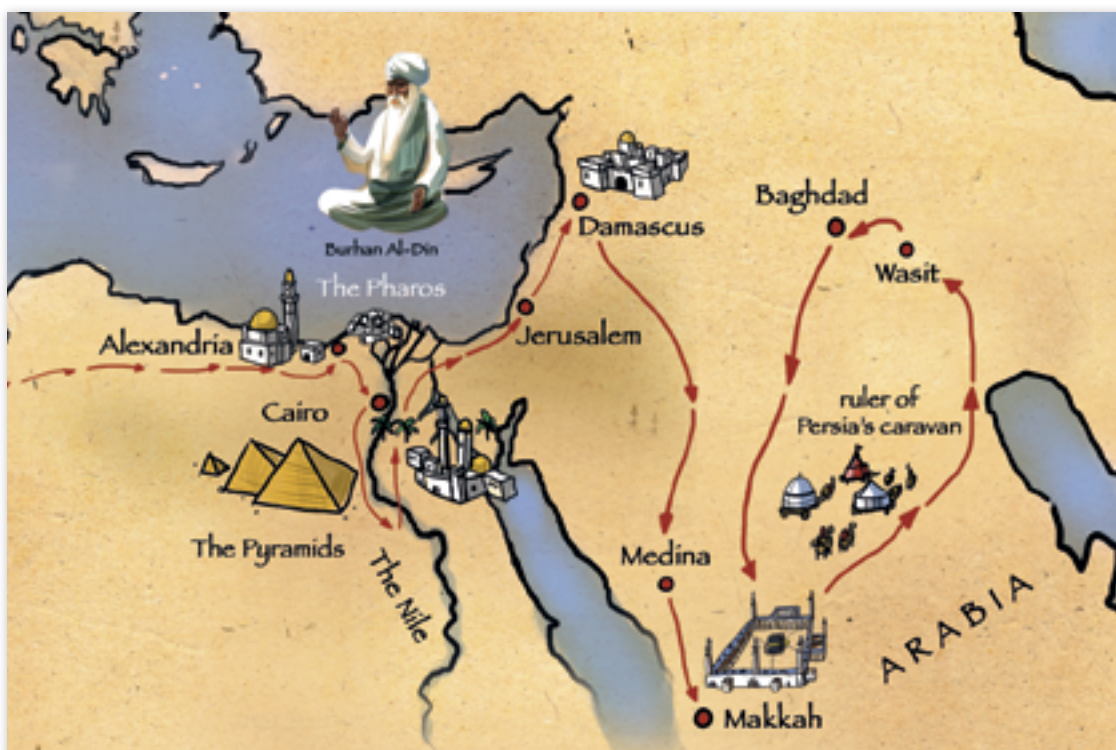 Burhan Al-Din
The Pharos
Alexandria
Cairo
The Pyramids
The Nile
Jerusalem
Damascus
Baghdad
Wasit
ruler of
Persia's caravan
Medina
Makkah
ARABIA